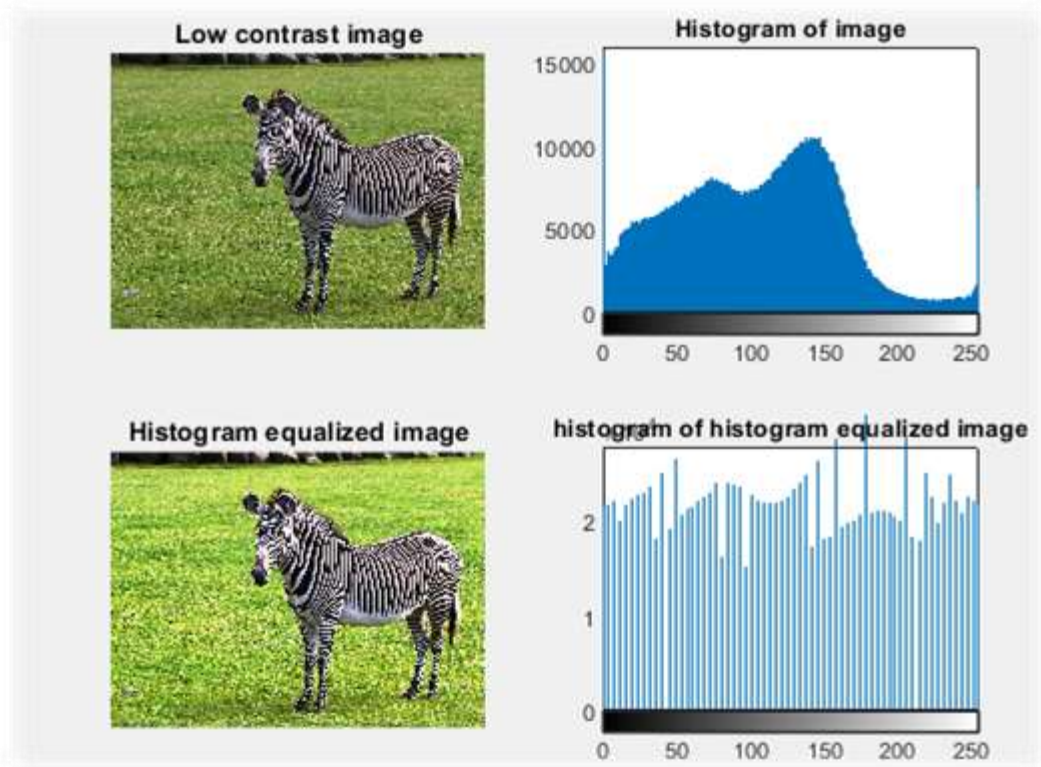 Low contrast image
Histogram of image
15000
10000
5000
0
0 50 100 150 200 250
Histogram equalized image
histogram of histogram equalized image
2
1
0
0 50 100 150 200 250